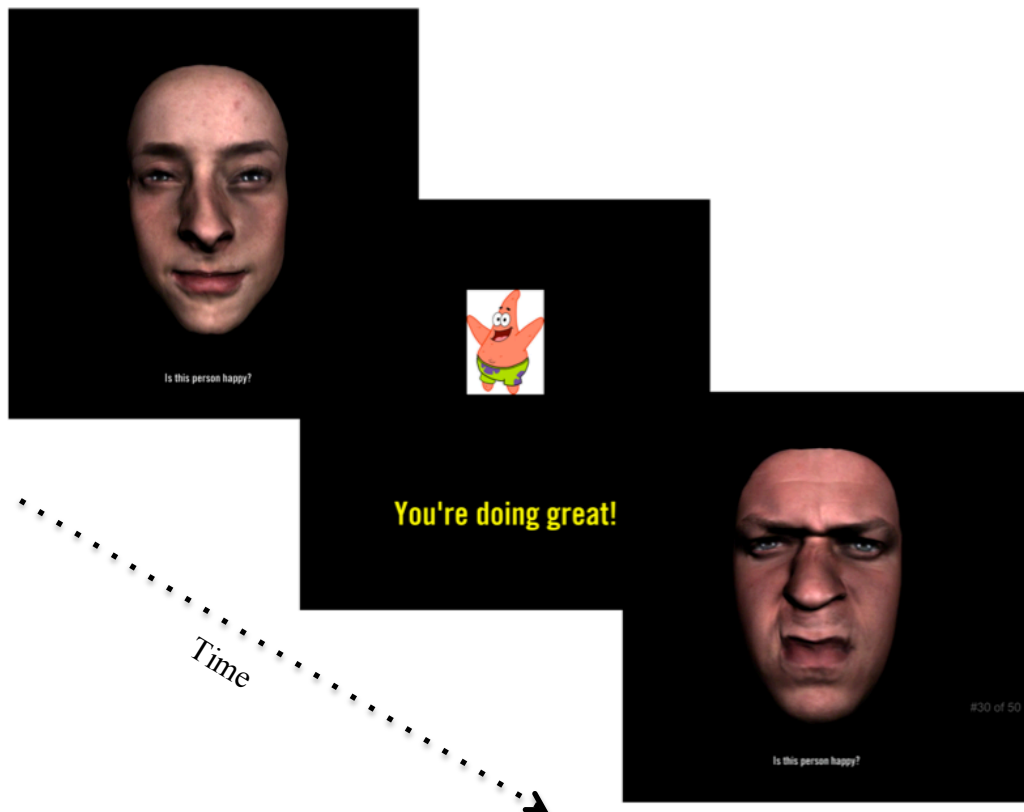 Is this person happy?
You're doing great!
Time
#30 of 50
Is this person happy?